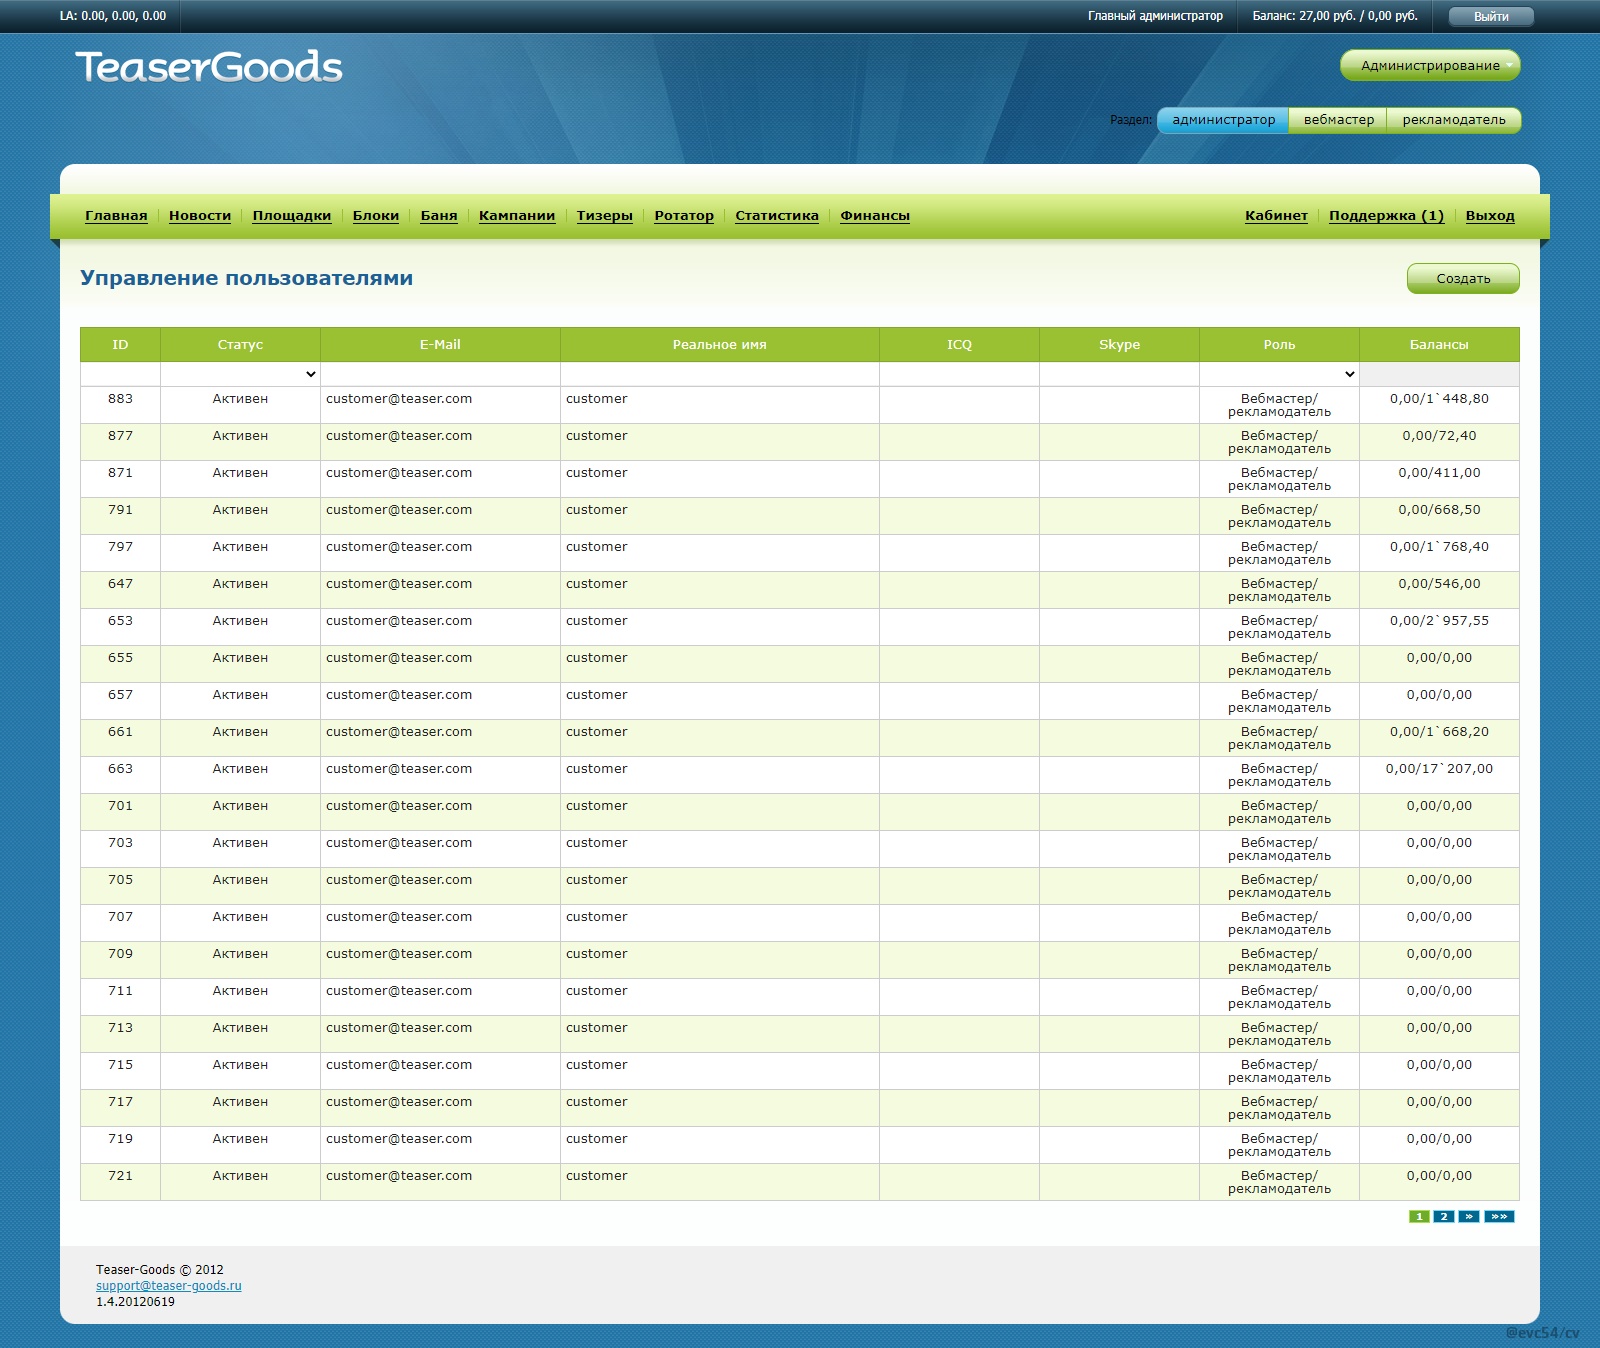 LA: 0.00, 0.00, 0.00 Главный администратор Баланс: 27,00 руб. / 0,00 руб. Выйти
TeaserGoods
Администрирование
Раздел: администратор вебмастер рекламодатель
Главная Новости Площадки Блоки Баня Кампании Тизеры Ротатор Статистика Финансы Кабинет Поддержка (1) Выход
Управление пользователями Создать
ID Статус E-Mail Реальное имя ICQ Skype Роль Балансы
883 Активен customer@teaser.com customer Вебмастер/ 0,00/1`448,80
рекламодатель
877 Активен customer@teaser.com customer Вебмастер/ 0,00/72,40
рекламодатель
871 Активен customer@teaser.com customer Вебмастер/ 0,00/411,00
рекламодатель
791 Активен customer@teaser.com customer Вебмастер/ 0,00/668,50
рекламодатель
797 Активен customer@teaser.com customer Вебмастер/ 0,00/1`768,40
рекламодатель
647 Активен customer@teaser.com customer Вебмастер/ 0,00/546,00
рекламодатель
653 Активен customer@teaser.com customer Вебмастер/ 0,00/2`957,55
рекламодатель
655 Активен customer@teaser.com customer Вебмастер/ 0,00/0,00
рекламодатель
657 Активен customer@teaser.com customer Вебмастер/ 0,00/0,00
рекламодатель
661 Активен customer@teaser.com customer Вебмастер/ 0,00/1`668,20
рекламодатель
663 Активен customer@teaser.com customer Вебмастер/ 0,00/17`207,00
рекламодатель
701 Активен customer@teaser.com customer Вебмастер/ 0,00/0,00
рекламодатель
703 Активен customer@teaser.com customer Вебмастер/ 0,00/0,00
рекламодатель
705 Активен customer@teaser.com customer Вебмастер/ 0,00/0,00
рекламодатель
707 Активен customer@teaser.com customer Вебмастер/ 0,00/0,00
рекламодатель
709 Активен customer@teaser.com customer Вебмастер/ 0,00/0,00
рекламодатель
711 Активен customer@teaser.com customer Вебмастер/ 0,00/0,00
рекламодатель
713 Активен customer@teaser.com customer Вебмастер/ 0,00/0,00
рекламодатель
715 Активен customer@teaser.com customer Вебмастер/ 0,00/0,00
рекламодатель
717 Активен customer@teaser.com customer Вебмастер/ 0,00/0,00
рекламодатель
719 Активен customer@teaser.com customer Вебмастер/ 0,00/0,00
рекламодатель
721 Активен customer@teaser.com customer Вебмастер/ 0,00/0,00
рекламодатель
1 2 » »»
Teaser-Goods © 2012
support@teaser-goods.ru
1.4.20120619
@evc54/cv